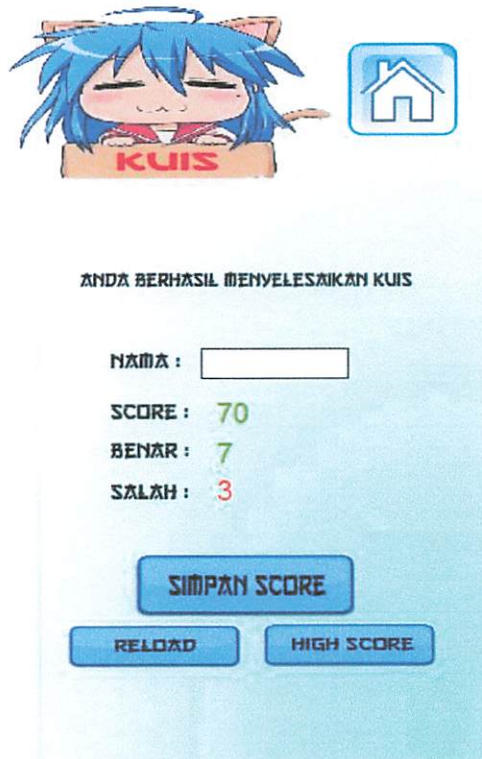 KUIS
ANDA BERHASIL MENYELESAIKAN KUIS
NAMA :
SCORE : 70
BENAR : 7
SALAH : 3
SIMPAN SCORE
RELOAD HIGH SCORE